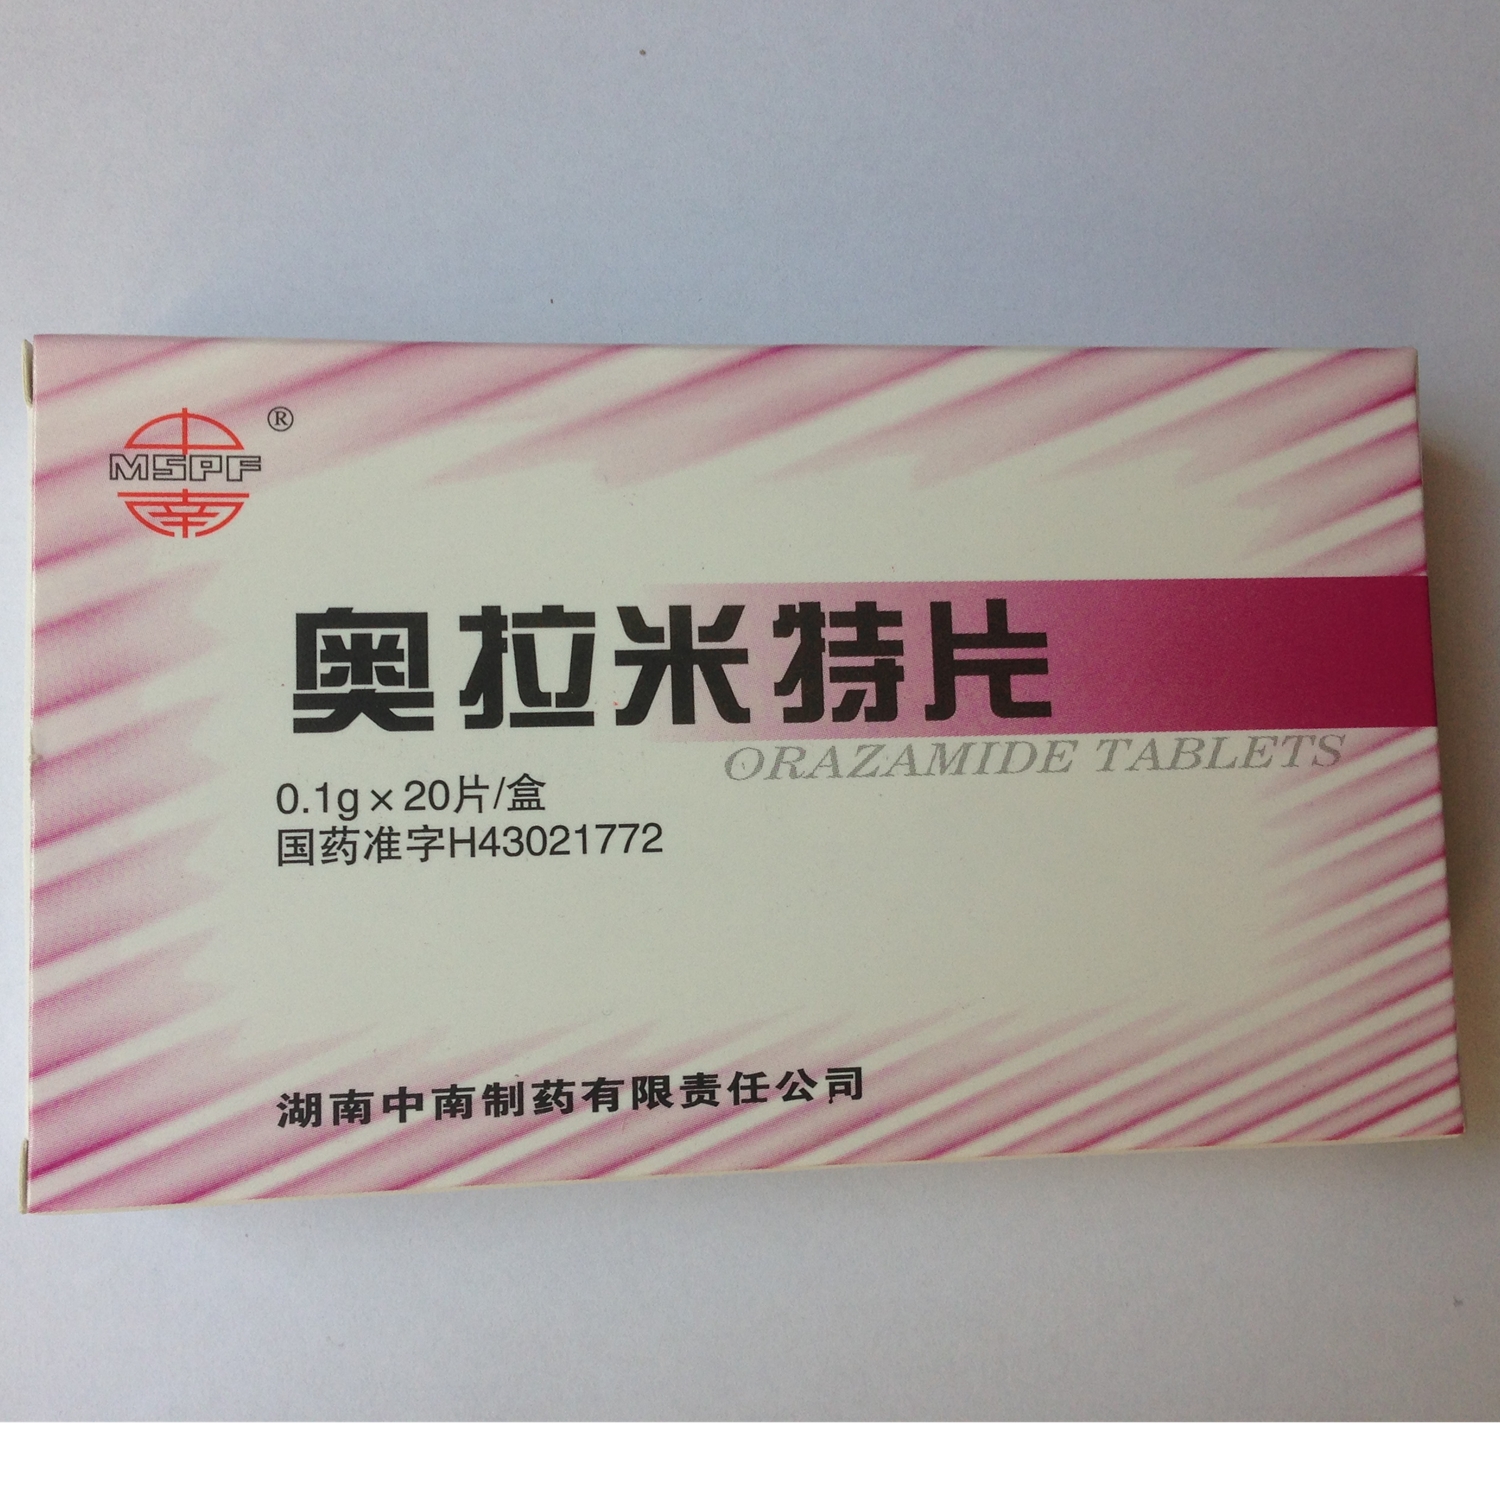 中
®
MSPF
南
奥拉米特片
ORAZAMIDE TABLETS
0.1g×20片/盒
国药准字H43021772
湖南中南制药有限责任公司